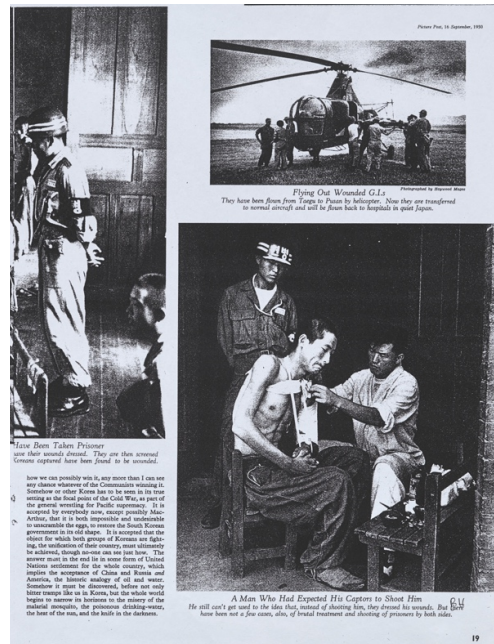 Picture Post, 16 September, 1950
Photographed by Haywood Magee
Flying Out Wounded G.I.s
They have been flown from Taegu to Pusan by helicopter. Now they are transferred
to normal aircraft and will be flown back to hospitals in quiet Japan.
Have Been Taken Prisoner
have their wounds dressed. They are then screened
Koreans captured have been found to be wounded.
how we can possibly win it, any more than I can see
any chance whatever of the Communists winning it.
Somehow or other Korea has to be seen in its true
setting as the focal point of the Cold War, as part of
the general wrestling for Pacific supremacy. It is
accepted by everybody now, except possibly Mac-
Arthur, that it is both impossible and undesirable
to unscramble the eggs, to restore the South Korean
government in its old shape. It is accepted that the
object for which both groups of Koreans are fight-
ing, the unification of their country, must ultimately
be achieved, though no-one can see just how. The
answer must in the end lie in some form of United
Nations settlement for the whole country, which
implies the acceptance of China and Russia and
America, the historic analogy of oil and water.
Somehow it must be discovered, before not only
bitter tramps like us in Korea, but the whole world
begins to narrow its horizons to the misery of the
malarial mosquito, the poisonous drinking-water,
the heat of the sun, and the knife in the darkness.
A Man Who Had Expected His Captors to Shoot Him
He still can't get used to the idea that, instead of shooting him, they dressed his wounds. But there
have been not a few cases, also, of brutal treatment and shooting of prisoners by both sides.
19